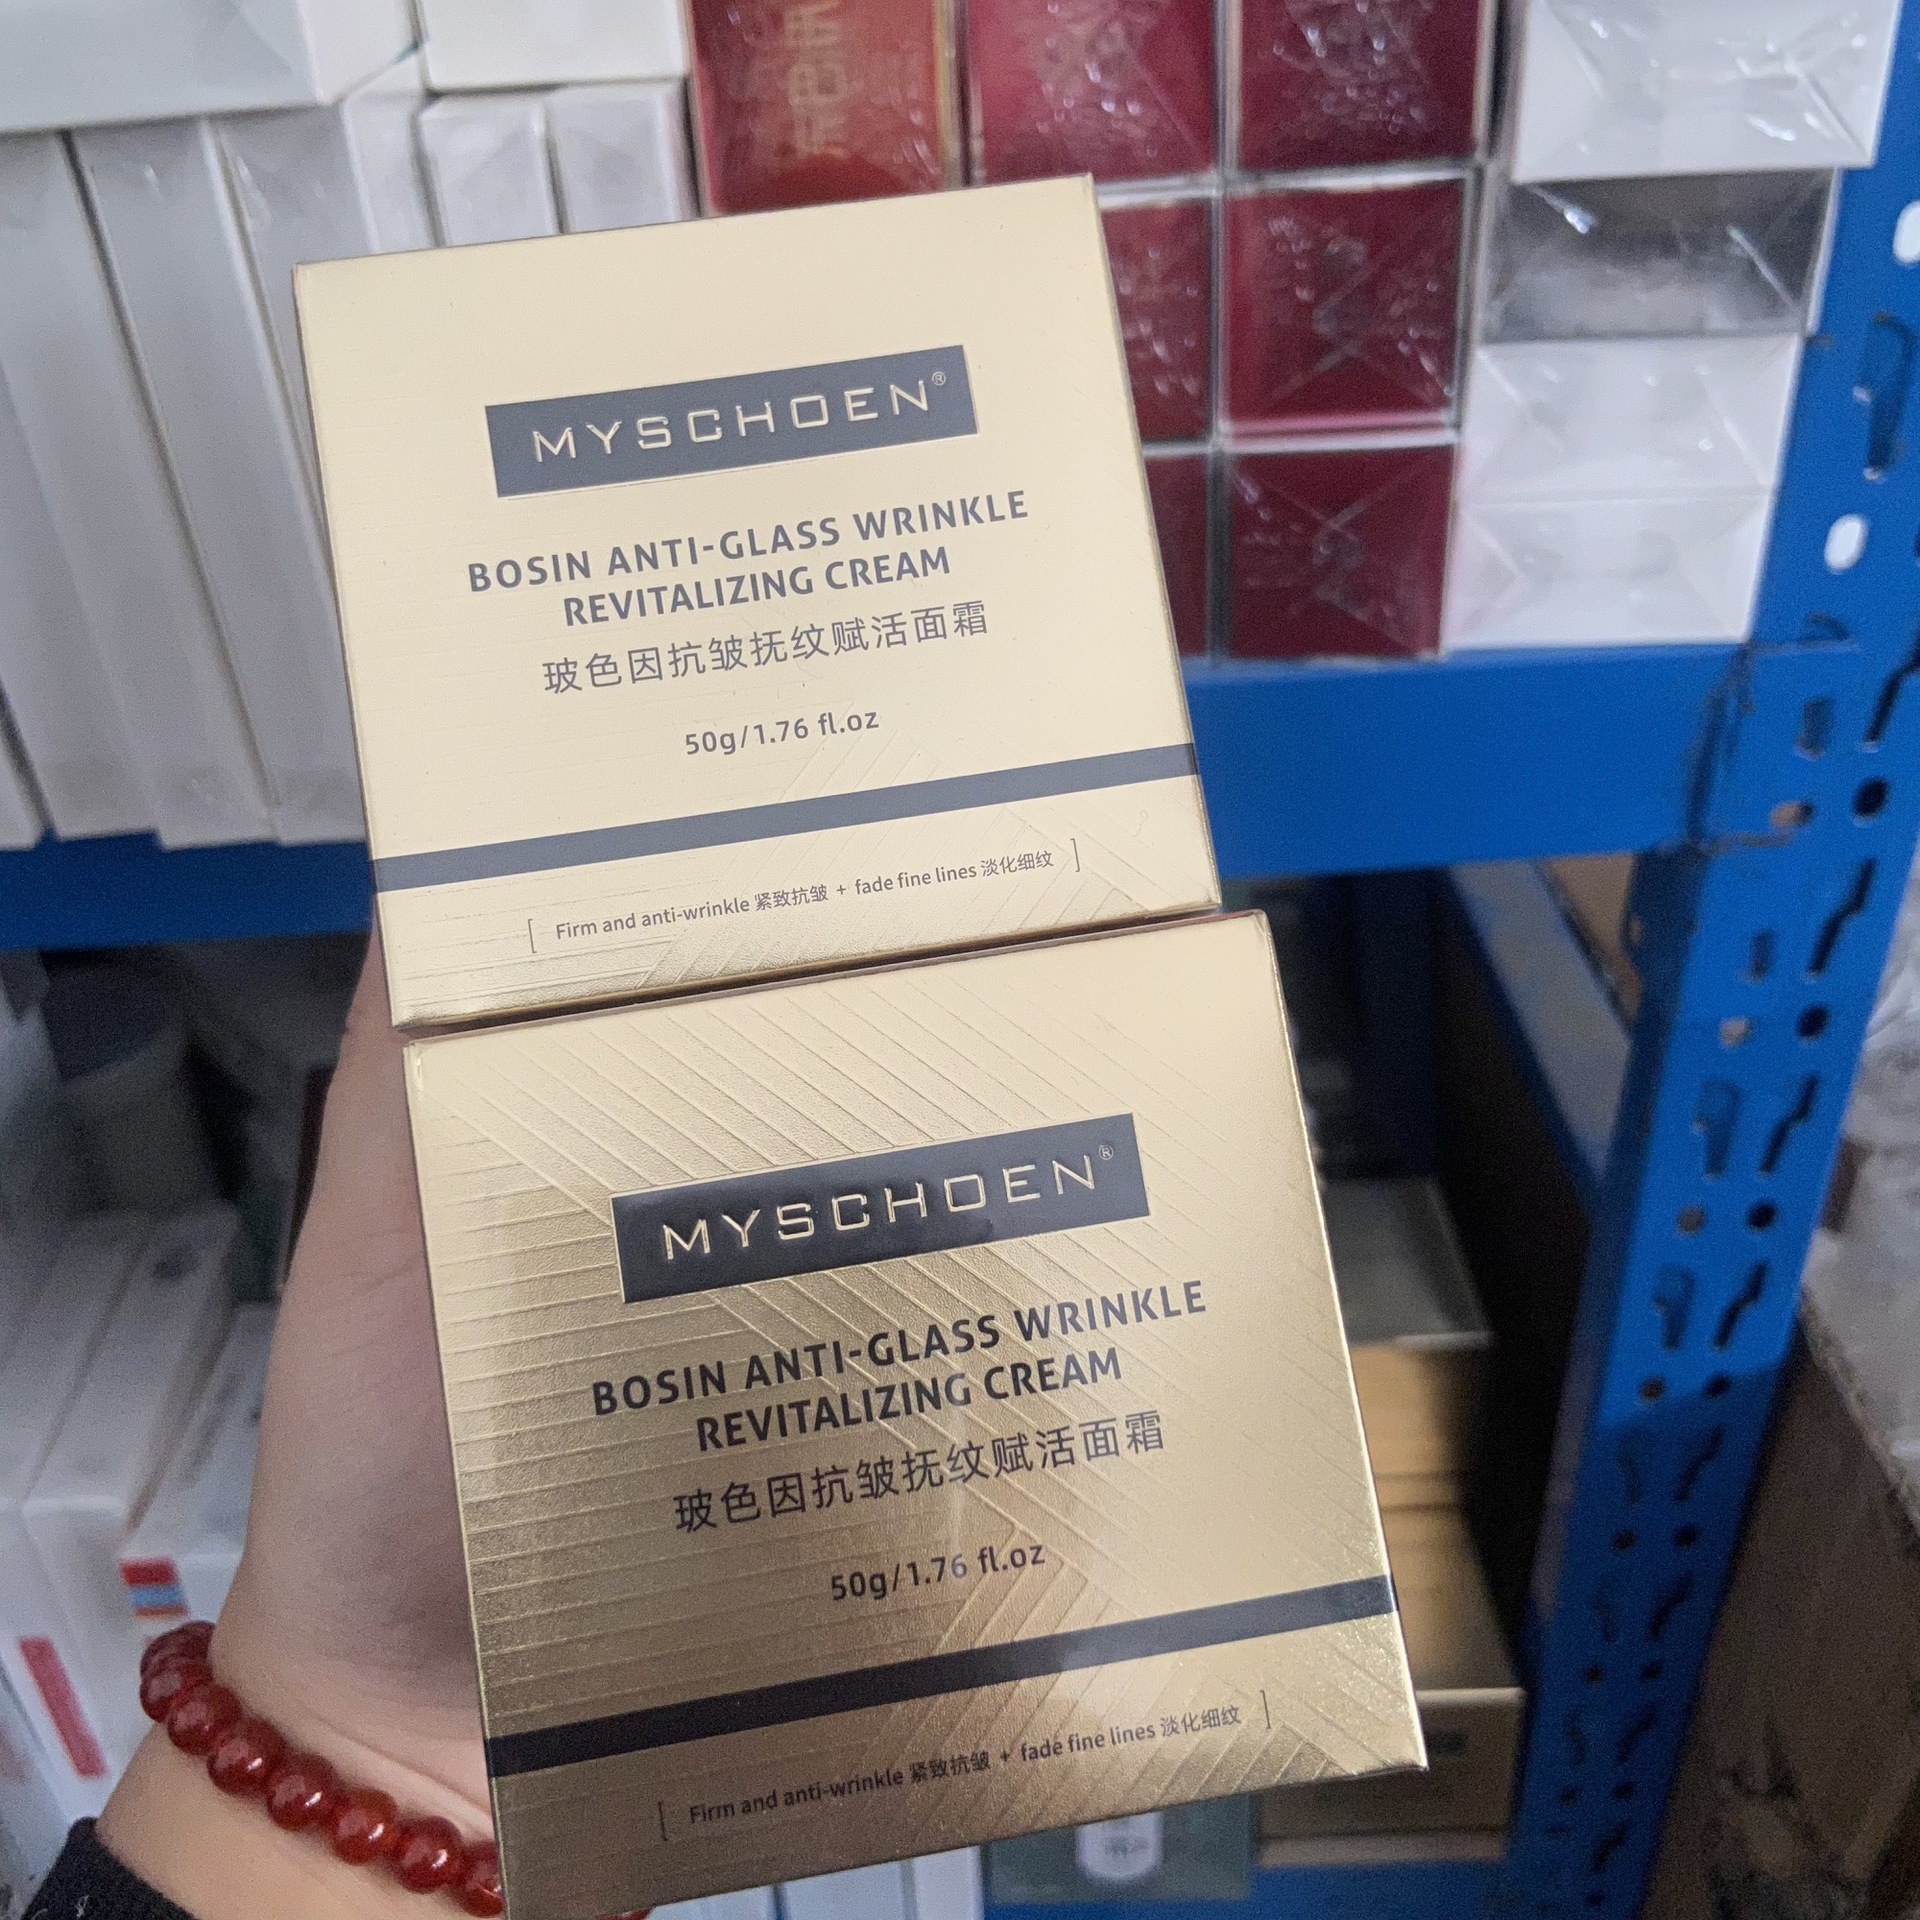 MYSCHOEN®
BOSIN ANTI-GLASS WRINKLE
REVITALIZING CREAM
玻色因抗皱抚纹赋活面霜
50g/1.76 fl.oz
[ Firm and anti-wrinkle 紧致抗皱 + fade fine lines 淡化细纹 ]
MYSCHOEN®
BOSIN ANTI-GLASS WRINKLE
REVITALIZING CREAM
玻色因抗皱抚纹赋活面霜
50g/1.76 fl.oz
[ Firm and anti-wrinkle 紧致抗皱 + fade fine lines 淡化细纹 ]